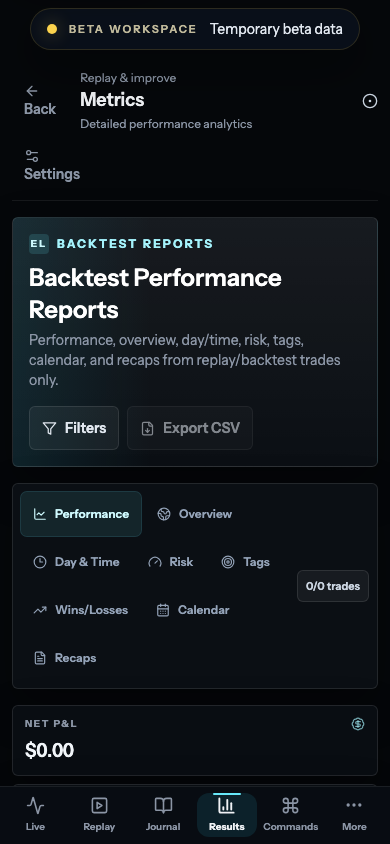 BETA WORKSPACE Temporary beta data
Back
Replay & improve
Metrics
Detailed performance analytics
Settings
EL BACKTEST REPORTS
Backtest Performance
Reports
Performance, overview, day/time, risk, tags,
calendar, and recaps from replay/backtest trades
only.
Filters Export CSV
Performance Overview
Day & Time Risk Tags
0/0 trades
Wins/Losses Calendar
Recaps
NET P&L
$0.00
Live Replay Journal Results Commands More